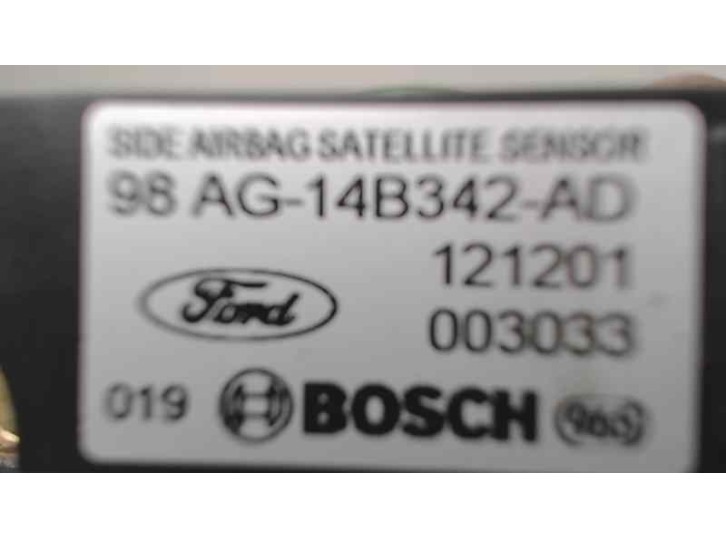 SIDE AIRBAG SATELLITE SENSOR
98 AG-14B342-AD
121201
Ford
003033
019 BOSCH